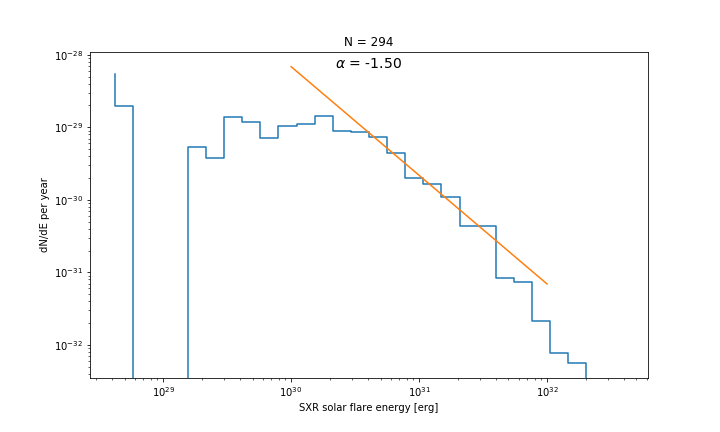 N = 294
α = -1.50
dN/dE per year
10⁻²⁸
10⁻²⁹
10⁻³⁰
10⁻³¹
10⁻³²
10²⁹ 10³⁰ 10³¹ 10³²
SXR solar flare energy [erg]